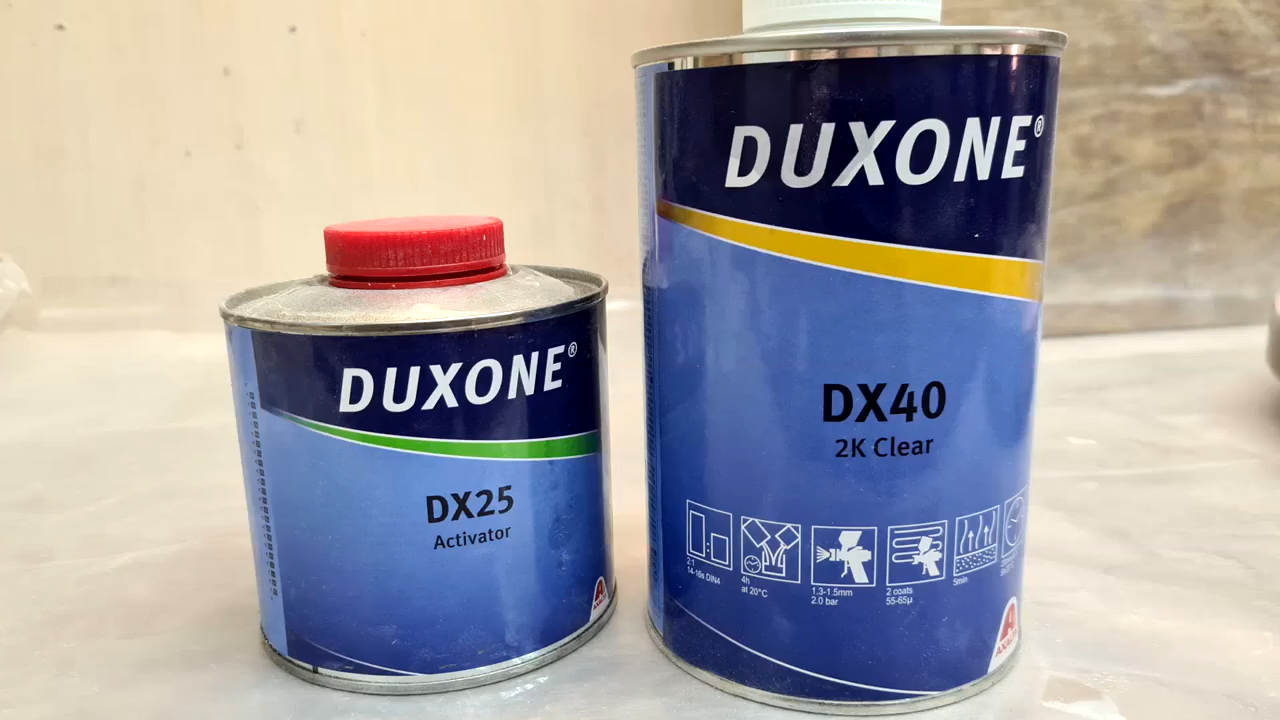 DUXONE®
DX25
Activator
DUXONE®
DX40
2K Clear
2:1
14-16s DIN4
4h
at 20°C
1.3-1.5mm
2.0 bar
2 coats
55-65µ
5min